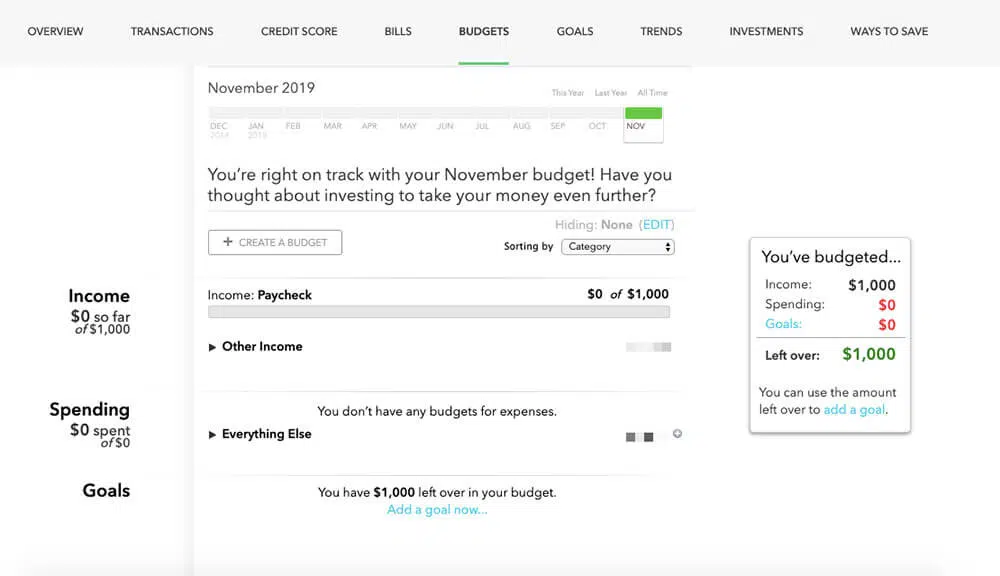 OVERVIEW TRANSACTIONS CREDIT SCORE BILLS BUDGETS GOALS TRENDS INVESTMENTS WAYS TO SAVE
November 2019
This Year Last Year All Time
DEC JAN FEB MAR APR MAY JUN JUL AUG SEP OCT NOV
2018 2019
You’re right on track with your November budget! Have you
thought about investing to take your money even further?
Hiding: None (EDIT)
+ CREATE A BUDGET
Sorting by Category
Income
$0 so far
of $1,000
Income: Paycheck $0 of $1,000
▶ Other Income
Spending
$0 spent
of $0
You don’t have any budgets for expenses.
▶ Everything Else
Goals
You have $1,000 left over in your budget.
Add a goal now...
You’ve budgeted...
Income: $1,000
Spending: $0
Goals: $0
Left over: $1,000
You can use the amount
left over to add a goal.